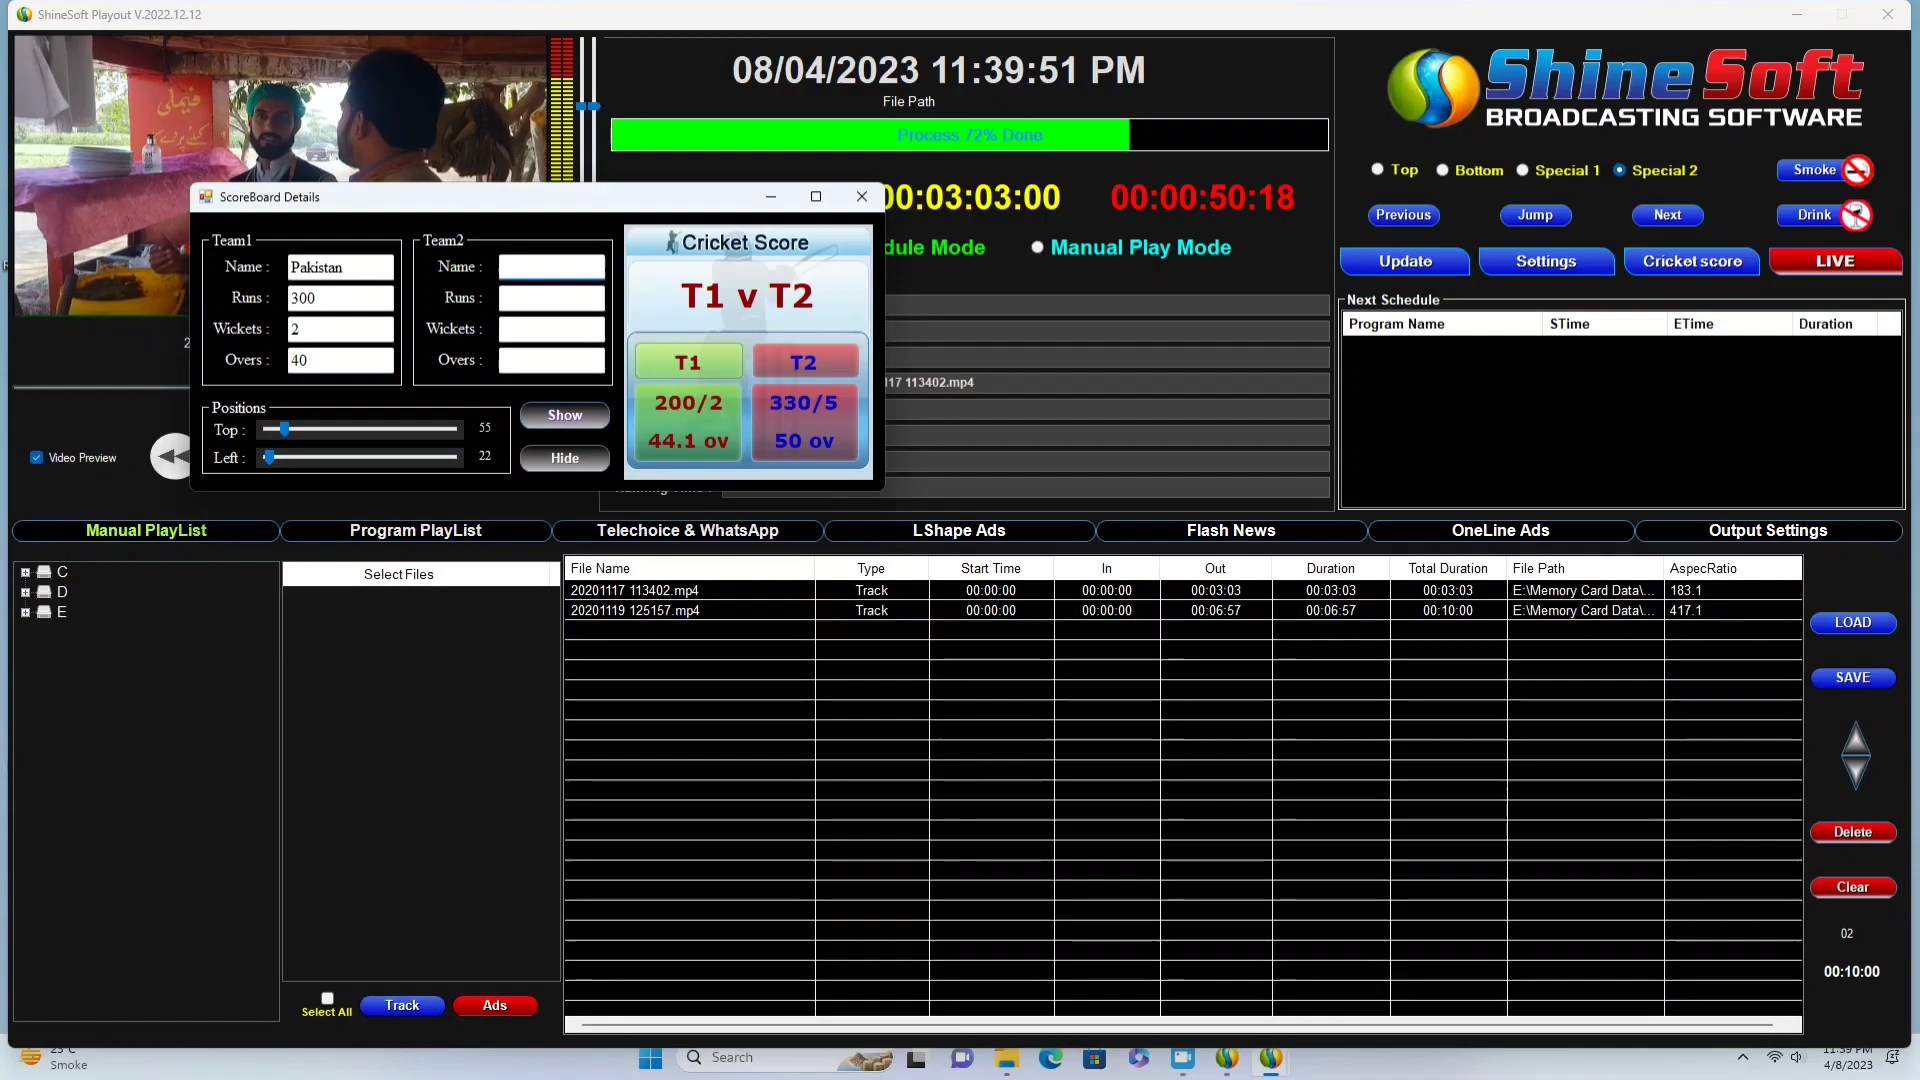 ShineSoft Playout V.2022.12.12
فیملی
08/04/2023 11:39:51 PM
File Path
Process 72% Done
00:03:03:00
00:00:50:18
dule Mode
Manual Play Mode
17 113402.mp4
ShineSoft
BROADCASTING SOFTWARE
Top
Bottom
Special 1
Special 2
Smoke
Previous
Jump
Next
Drink
Update
Settings
Cricket score
LIVE
Next Schedule
Program Name
STime
ETime
Duration
ScoreBoard Details
Team1
Name :
Pakistan
Runs :
300
Wickets :
2
Overs :
40
Team2
Name :
Runs :
Wickets :
Overs :
Positions
Top :
55
Left :
22
Show
Hide
Cricket Score
T1 v T2
T1
T2
200/2
330/5
44.1 ov
50 ov
2
Video Preview
Manual PlayList
Program PlayList
Telechoice & WhatsApp
LShape Ads
Flash News
OneLine Ads
Output Settings
C
D
E
Select Files
File Name Type Start Time In Out Duration Total Duration File Path AspecRatio
20201117 113402.mp4 Track 00:00:00 00:00:00 00:03:03 00:03:03 00:03:03 E:\Memory Card Data\... 183.1
20201119 125157.mp4 Track 00:00:00 00:00:00 00:06:57 00:06:57 00:10:00 E:\Memory Card Data\... 417.1
LOAD
SAVE
Delete
Clear
02
00:10:00
Select All
Track
Ads
23°C
Smoke
Search
11:39 PM
4/8/2023